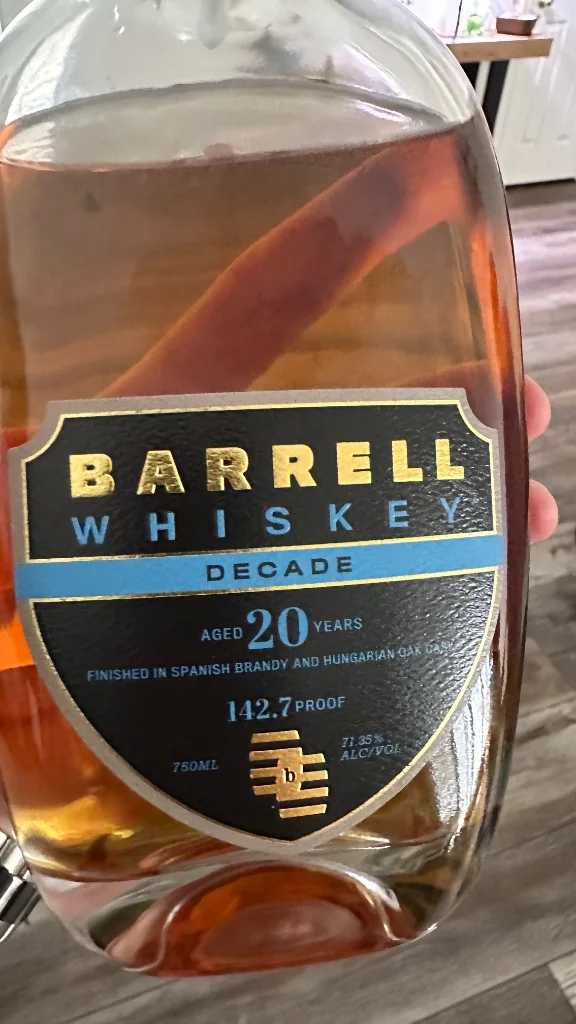 BARRELL
WHISKEY
DECADE
AGED 20 YEARS
FINISHED IN SPANISH BRANDY AND HUNGARIAN OAK CASKS
142.7 PROOF
750ML
71.35%
ALC/VOL
b